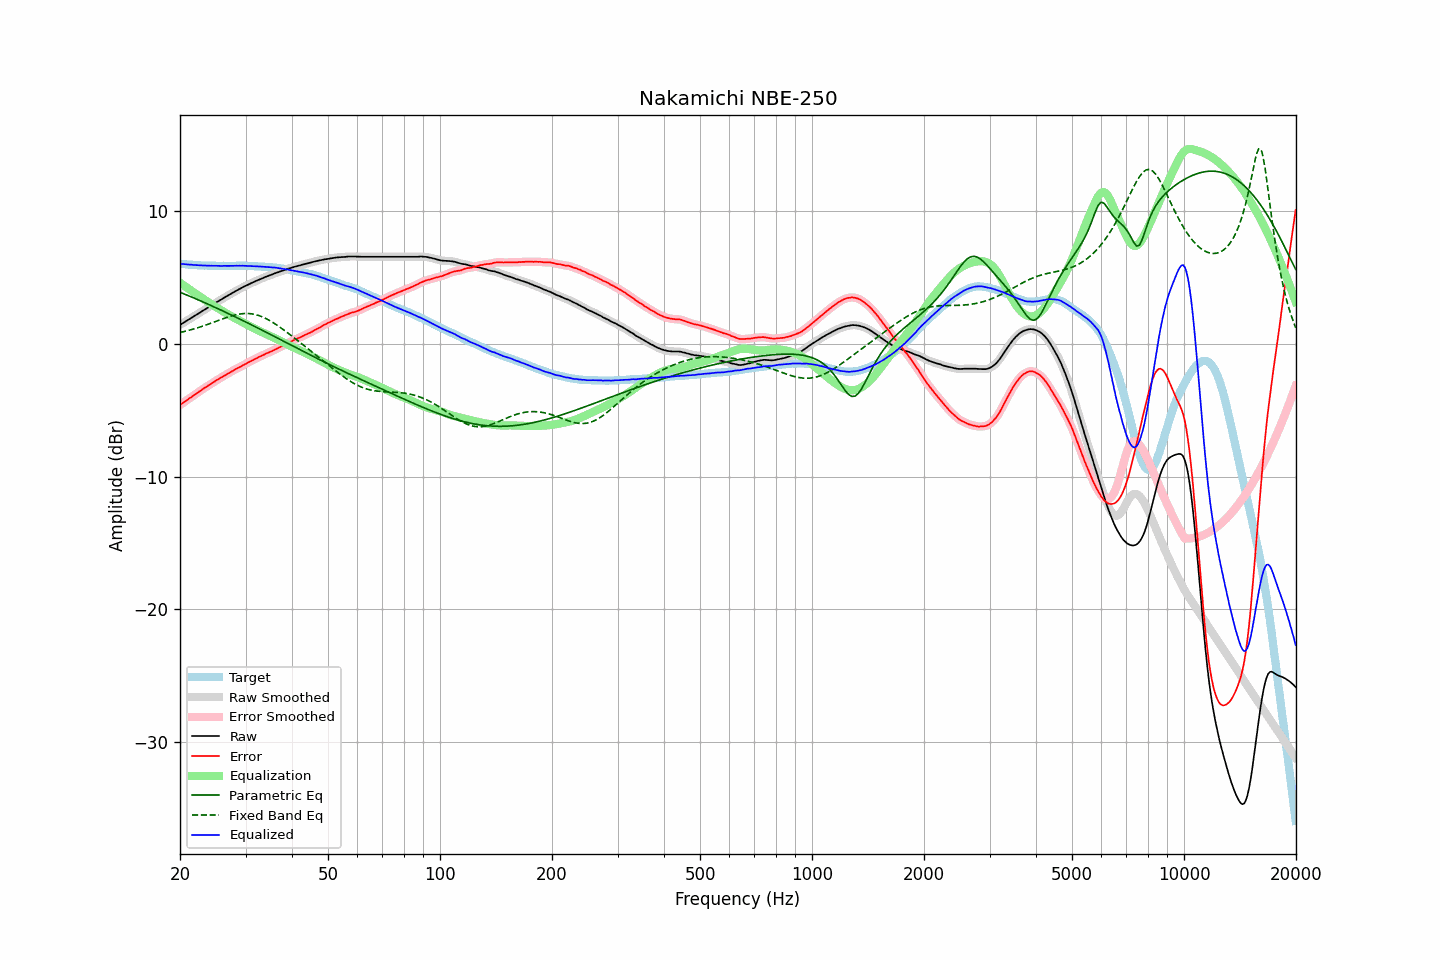 Nakamichi NBE-250
Amplitude (dBr)
10
0
−10
−20
−30
Target
Raw Smoothed
Error Smoothed
Raw
Error
Equalization
Parametric Eq
Fixed Band Eq
Equalized
20 50 100 200 500 1000 2000 5000 10000 20000
Frequency (Hz)